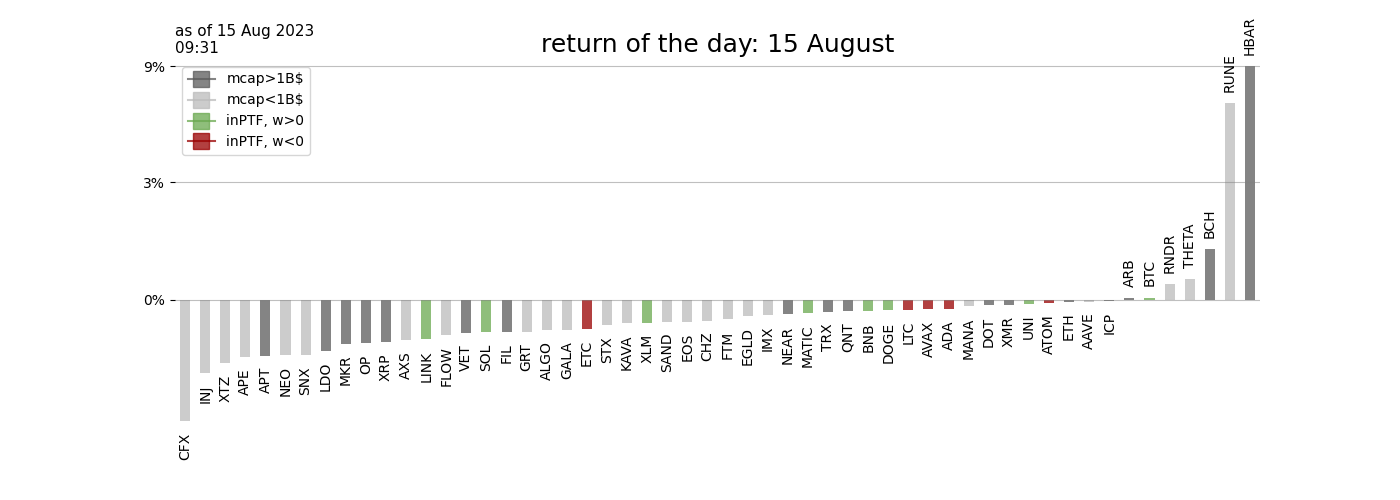 as of 15 Aug 2023
09:31
return of the day: 15 August
9%
3%
0%
mcap>1B$
mcap<1B$
inPTF, w>0
inPTF, w<0
CFX
INJ
XTZ
APE
APT
NEO
SNX
LDO
MKR
OP
XRP
AXS
LINK
FLOW
VET
SOL
FIL
GRT
ALGO
GALA
ETC
STX
KAVA
XLM
SAND
EOS
CHZ
FTM
EGLD
IMX
NEAR
MATIC
TRX
QNT
BNB
DOGE
LTC
AVAX
ADA
MANA
DOT
XMR
UNI
ATOM
ETH
AAVE
ICP
ARB
BTC
RNDR
THETA
BCH
RUNE
HBAR